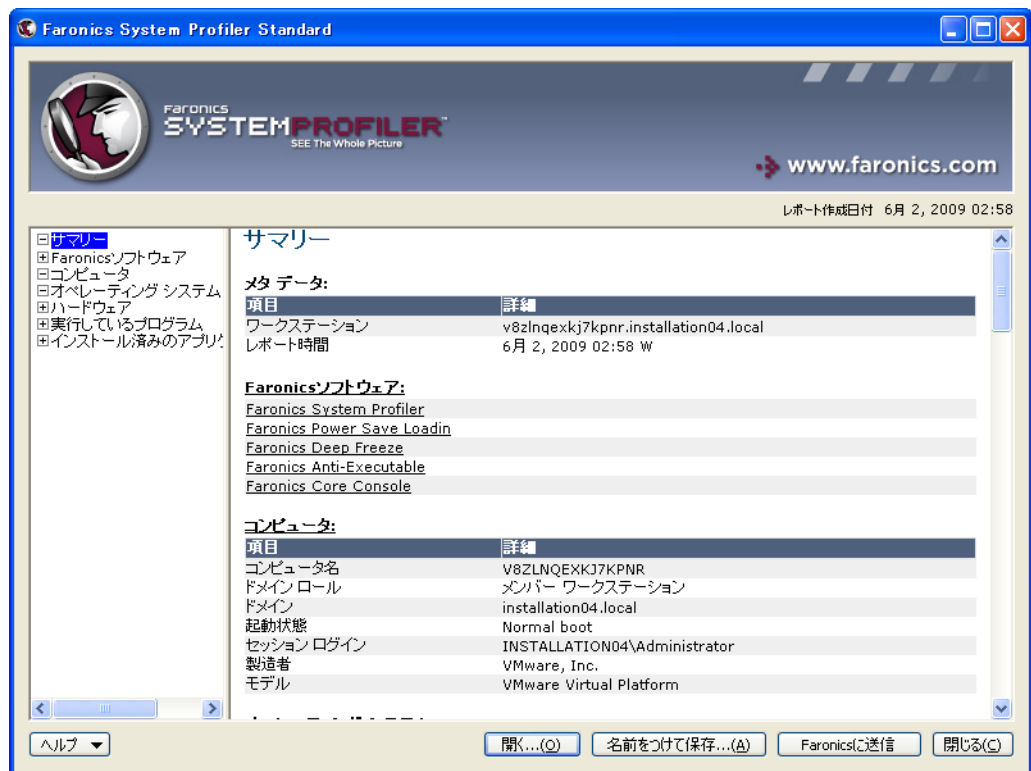 Faronics System Profiler Standard
Faronics
SYSTEMPROFILER™
SEE The Whole Picture
www.faronics.com
レポート作成日付 6月 2, 2009 02:58
サマリー
Faronicsソフトウェア
コンピュータ
オペレーティング システム
ハードウェア
実行しているプログラム
インストール済みのアプリケ
サマリー
メタ データ:
項目 詳細
ワークステーション v8zlnqexkj7kpnr.installation04.local
レポート時間 6月 2, 2009 02:58 W
Faronicsソフトウェア:
Faronics System Profiler
Faronics Power Save Loadin
Faronics Deep Freeze
Faronics Anti-Executable
Faronics Core Console
コンピュータ:
項目 詳細
コンピュータ名 V8ZLNQEXKJ7KPNR
ドメイン ロール メンバー ワークステーション
ドメイン installation04.local
起動状態 Normal boot
セッション ログイン INSTALLATION04\Administrator
製造者 VMware, Inc.
モデル VMware Virtual Platform
ヘルプ
開く...(O)
名前をつけて保存...(A)
Faronicsに送信
閉じる(C)